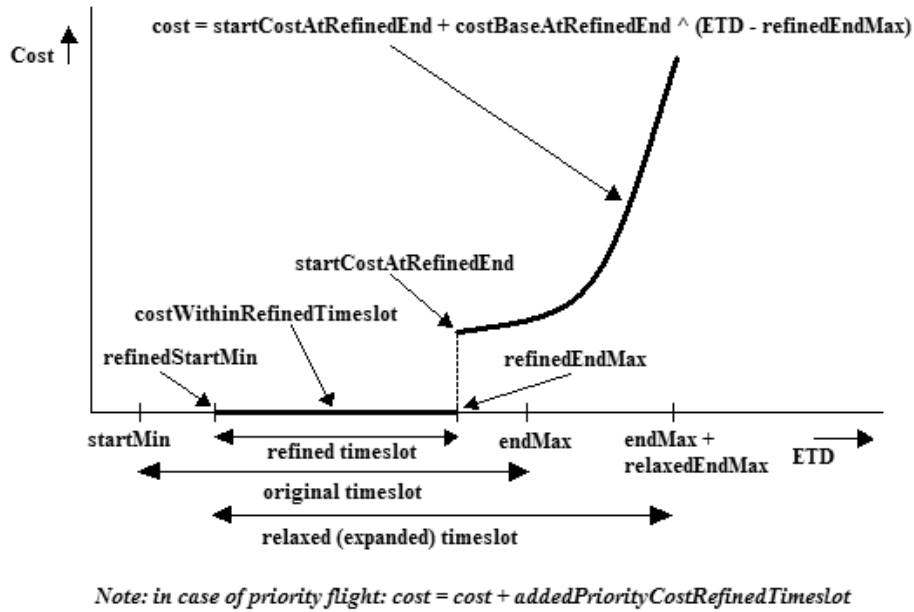 cost = startCostAtRefinedEnd + costBaseAtRefinedEnd ^ (ETD - refinedEndMax)
Cost
startCostAtRefinedEnd
costWithinRefinedTimeslot
refinedStartMin
refinedEndMax
startMin
refined timeslot
endMax
endMax +
relaxedEndMax
ETD
original timeslot
relaxed (expanded) timeslot
Note: in case of priority flight: cost = cost + addedPriorityCostRefinedTimeslot